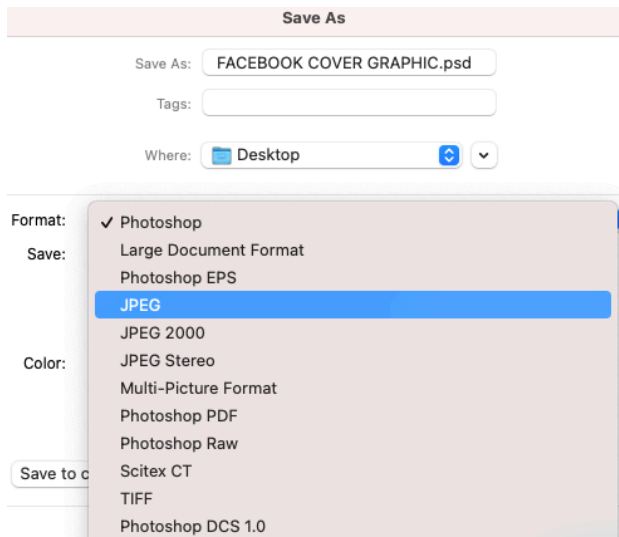 Save As
Save As: FACEBOOK COVER GRAPHIC.psd
Tags:
Where: Desktop
Format:
✓ Photoshop
Save: Large Document Format
Photoshop EPS
JPEG
JPEG 2000
Color: JPEG Stereo
Multi-Picture Format
Photoshop PDF
Photoshop Raw
Save to c Scitex CT
TIFF
Photoshop DCS 1.0